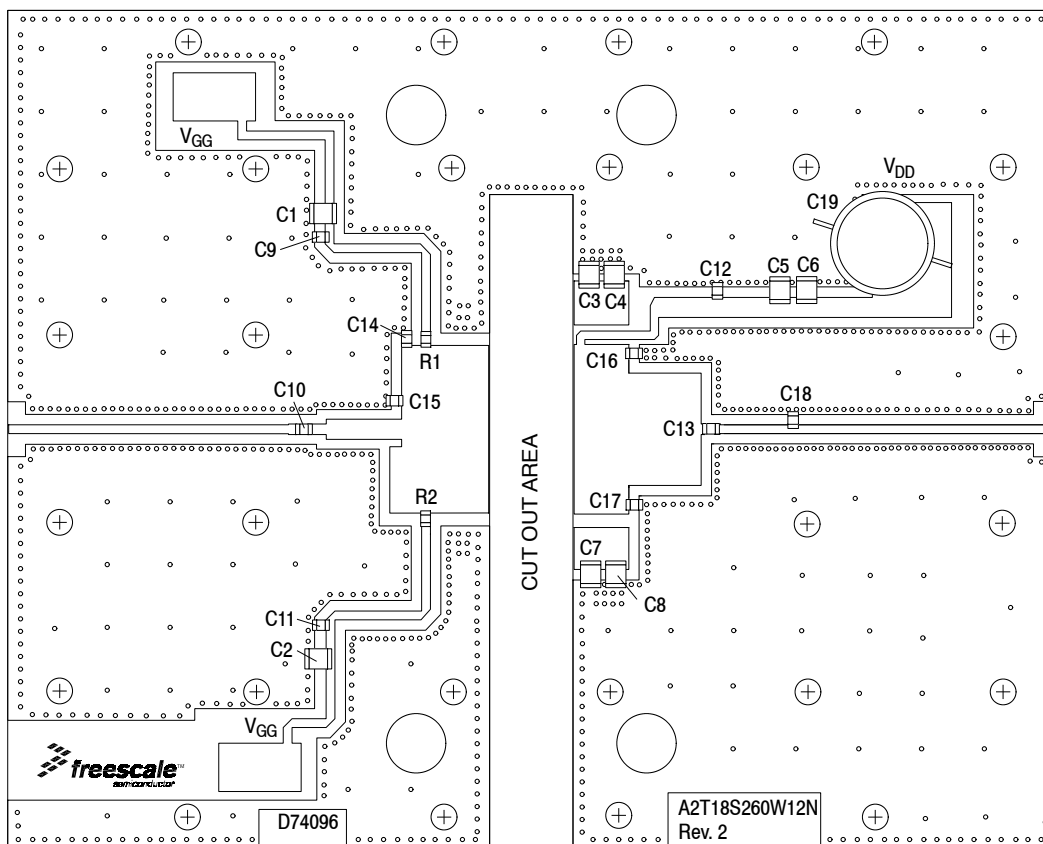 VGG
VDD
C1
C19
C9
C12
C5
C6
C3
C4
C14
R1
C16
C10
C15
C18
C13
R2
C17
CUT OUT AREA
C7
C8
C11
C2
VGG
freescale™
semiconductor
D74096
A2T18S260W12N
Rev. 2